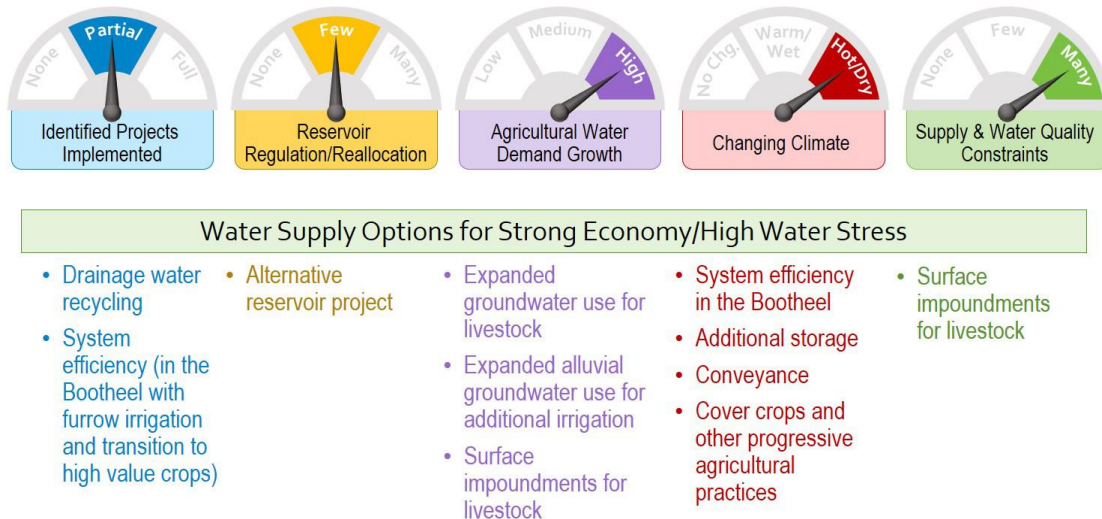 None
Partial
Full
Identified Projects
Implemented
None
Few
Many
Reservoir
Regulation/Reallocation
Low
Medium
High
Agricultural Water
Demand Growth
No Chg.
Warm/
Wet
Hot/Dry
Changing Climate
None
Few
Many
Supply & Water Quality
Constraints
Water Supply Options for Strong Economy/High Water Stress
• Drainage water
recycling
• System
efficiency (in the
Bootheel with
furrow irrigation
and transition to
high value crops)
• Alternative
reservoir project
• Expanded
groundwater use for
livestock
• Expanded alluvial
groundwater use for
additional irrigation
• Surface
impoundments for
livestock
• System efficiency
in the Bootheel
• Additional storage
• Conveyance
• Cover crops and
other progressive
agricultural
practices
• Surface
impoundments
for livestock